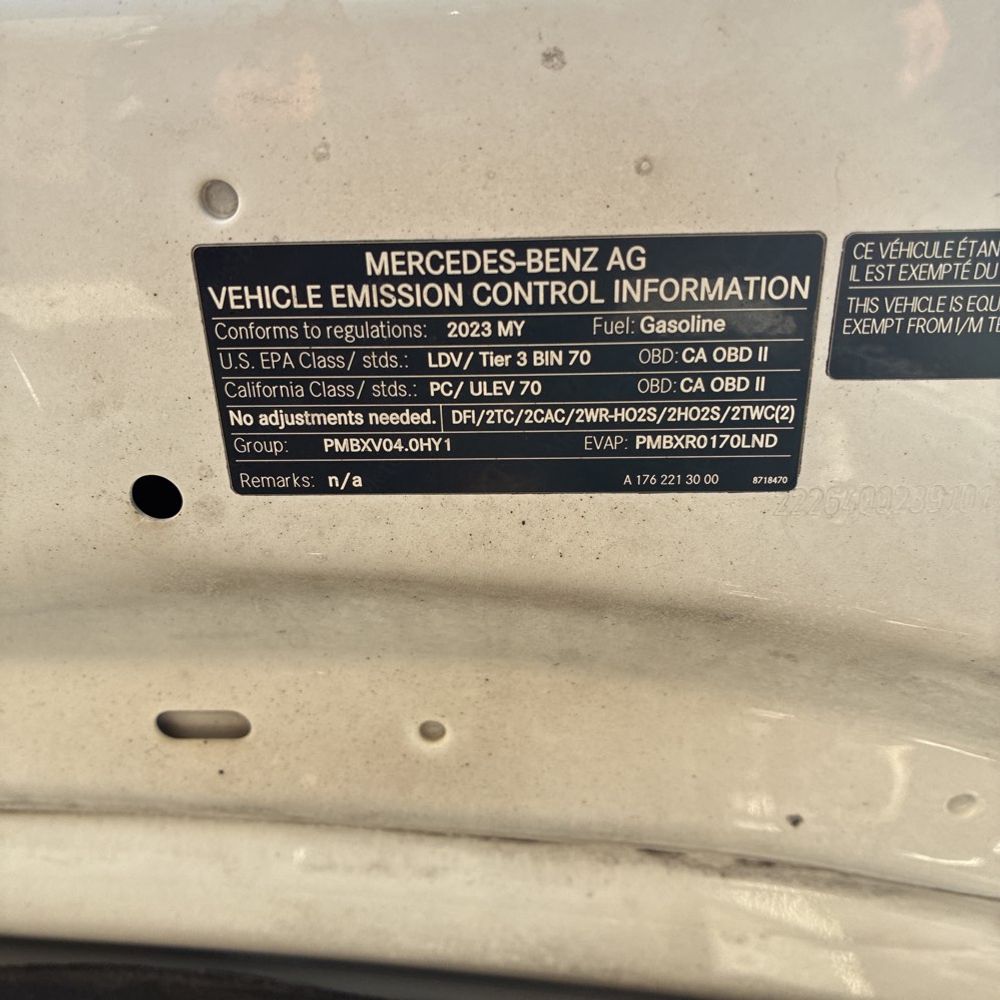 MERCEDES-BENZ AG
VEHICLE EMISSION CONTROL INFORMATION
Conforms to regulations: 2023 MY Fuel: Gasoline
U.S. EPA Class/ stds.: LDV/ Tier 3 BIN 70 OBD: CA OBD II
California Class/ stds.: PC/ ULEV 70 OBD: CA OBD II
No adjustments needed. DFI/2TC/2CAC/2WR-HO2S/2HO2S/2TWC(2)
Group: PMBXV04.0HY1 EVAP: PMBXR0170LND
Remarks: n/a A 176 221 30 00 8718470
CE VÉHICULE ÉTAN
IL EST EXEMPTÉ DU
THIS VEHICLE IS EQU
EXEMPT FROM I/M TE